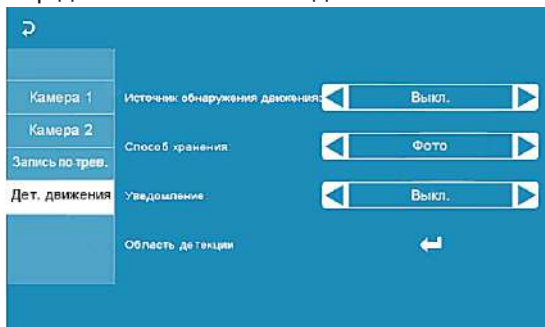 Камера 1
Источник обнаружения движения:
Выкл.
Камера 2
Способ хранения
Фото
Запись по трев.
Дет. движения
Уведомление
Выкл.
Область детекции